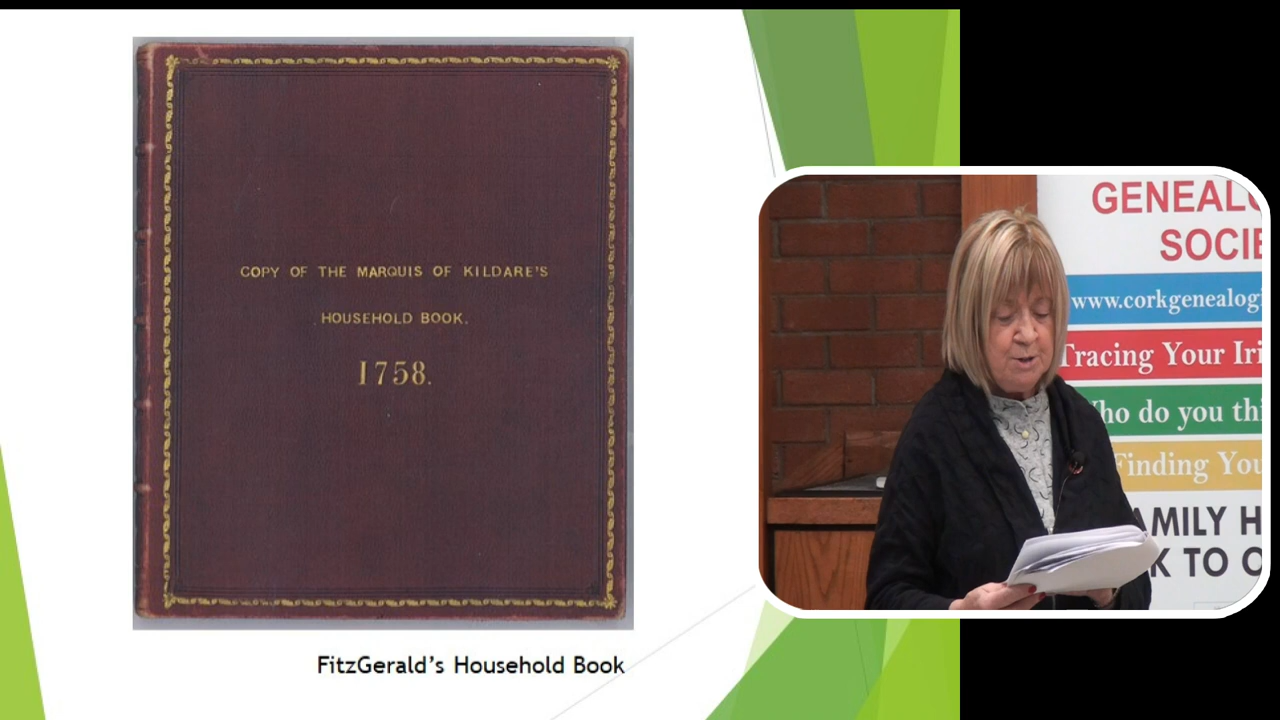 COPY OF THE MARQUIS OF KILDARE'S
HOUSEHOLD BOOK.
1758.
FitzGerald's Household Book
GENEALO
SOCIE
www.corkgenealogi
Tracing Your Iri
ho do you thi
Finding You
AMILY H
K TO O